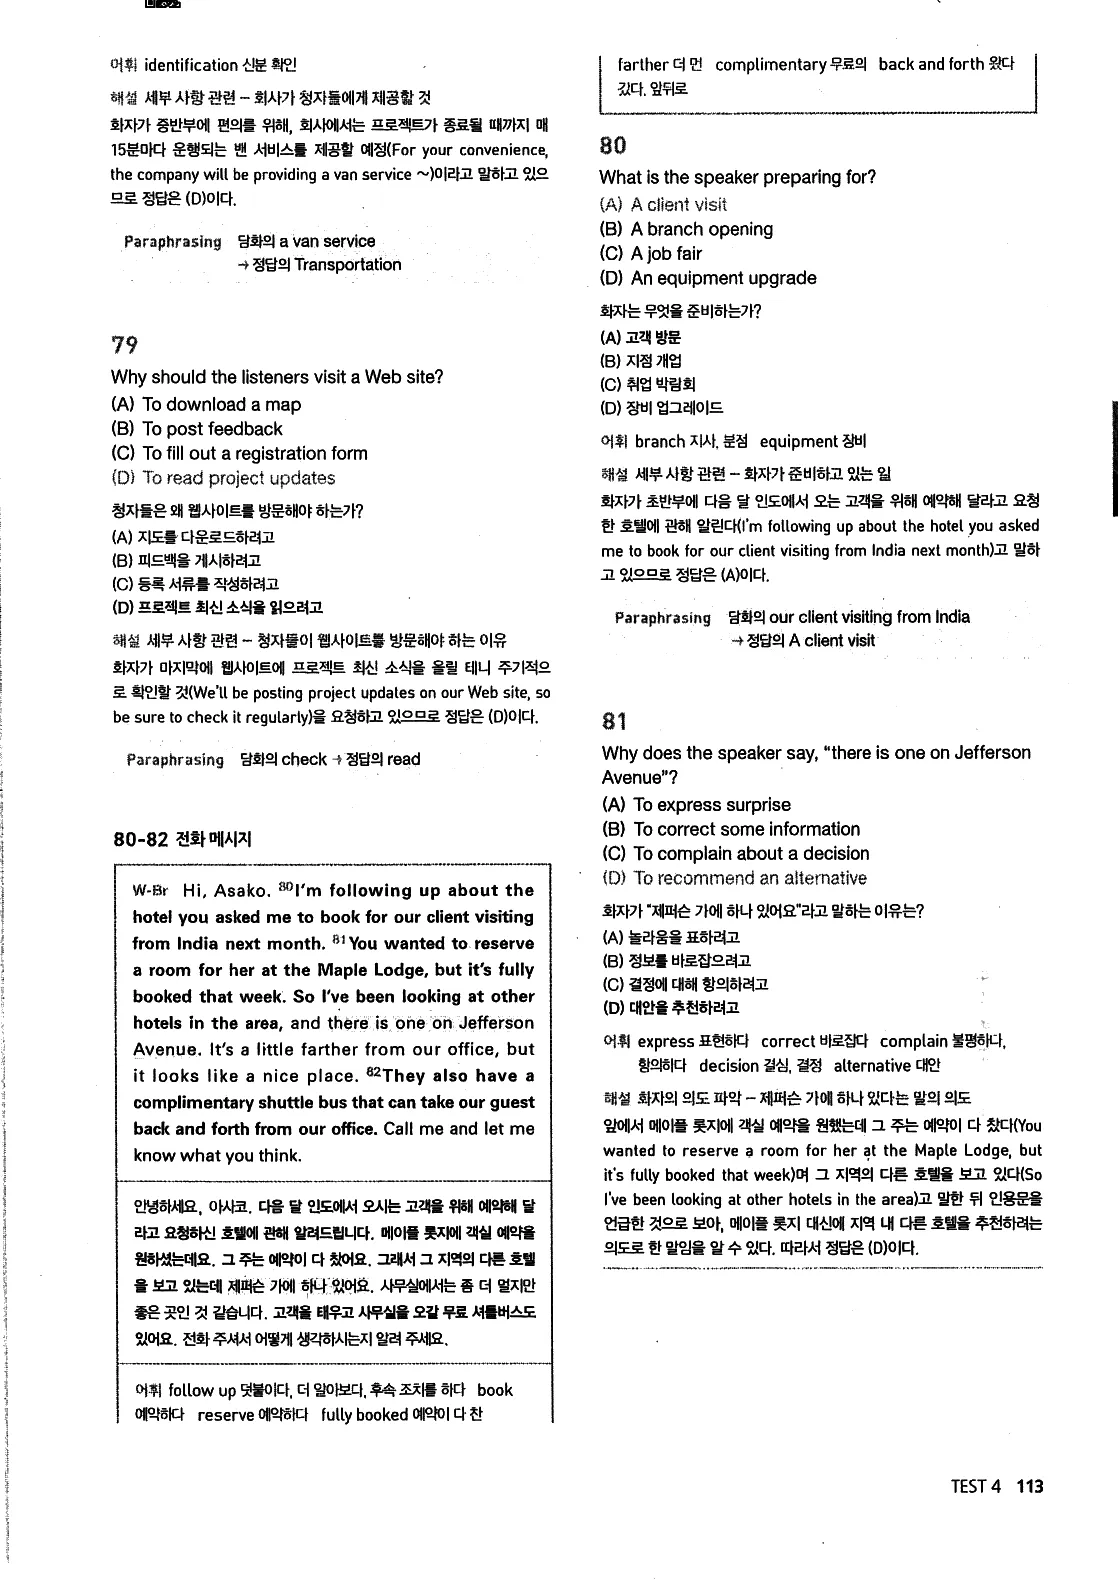 어휘 identification 신분 확인
해설 세부 사항 관련 – 회사가 청자들에게 제공할 것
화자가 중반부에 편의를 위해, 회사에서는 프로젝트가 종료될 때까지 매
15분마다 운행되는 밴 서비스를 제공할 예정(For your convenience,
the company will be providing a van service ~)이라고 말하고 있으
므로 정답은 (D)이다.
Paraphrasing 담화의 a van service
→ 정답의 Transportation
79
Why should the listeners visit a Web site?
(A) To download a map
(B) To post feedback
(C) To fill out a registration form
(D) To read project updates
청자들은 왜 웹사이트를 방문해야 하는가?
(A) 지도를 다운로드하려고
(B) 피드백을 게시하려고
(C) 등록 서류를 작성하려고
(D) 프로젝트 최신 소식을 읽으려고
해설 세부 사항 관련 – 청자들이 웹사이트를 방문해야 하는 이유
화자가 마지막에 웹사이트에 프로젝트 최신 소식을 올릴 테니 주기적으
로 확인할 것(We'll be posting project updates on our Web site, so
be sure to check it regularly)을 요청하고 있으므로 정답은 (D)이다.
Paraphrasing 담화의 check → 정답의 read
80-82 전화 메시지
W-Br Hi, Asako. 80I'm following up about the
hotel you asked me to book for our client visiting
from India next month. 81You wanted to reserve
a room for her at the Maple Lodge, but it's fully
booked that week. So I've been looking at other
hotels in the area, and there is one on Jefferson
Avenue. It's a little farther from our office, but
it looks like a nice place. 82They also have a
complimentary shuttle bus that can take our guest
back and forth from our office. Call me and let me
know what you think.
안녕하세요, 아사코. 다음 달 인도에서 오시는 고객을 위해 예약해 달
라고 요청하신 호텔에 관해 알려드립니다. 메이플 롯지에 객실 예약을
원하셨는데요. 그 주는 예약이 다 찼어요. 그래서 그 지역의 다른 호텔
을 보고 있는데 제퍼슨 가에 하나 있어요. 사무실에서는 좀 더 멀지만
좋은 곳인 것 같습니다. 고객을 태우고 사무실을 오갈 무료 셔틀버스도
있어요. 전화 주셔서 어떻게 생각하시는지 알려 주세요.
어휘 follow up 덧붙이다, 더 알아보다, 후속 조치를 하다 book
예약하다 reserve 예약하다 fully booked 예약이 다 찬
farther 더 먼 complimentary 무료의 back and forth 왔다
갔다, 앞뒤로
80
What is the speaker preparing for?
(A) A client visit
(B) A branch opening
(C) A job fair
(D) An equipment upgrade
화자는 무엇을 준비하는가?
(A) 고객 방문
(B) 지점 개업
(C) 취업 박람회
(D) 장비 업그레이드
어휘 branch 지사, 분점 equipment 장비
해설 세부 사항 관련 – 화자가 준비하고 있는 일
화자가 초반부에 다음 달 인도에서 오는 고객을 위해 예약해 달라고 요청
한 호텔에 관해 알린다(I'm following up about the hotel you asked
me to book for our client visiting from India next month)고 말하
고 있으므로 정답은 (A)이다.
Paraphrasing 담화의 our client visiting from India
→ 정답의 A client visit
81
Why does the speaker say, "there is one on Jefferson
Avenue"?
(A) To express surprise
(B) To correct some information
(C) To complain about a decision
(D) To recommend an alternative
화자가 "제퍼슨 가에 하나 있어요"라고 말하는 이유는?
(A) 놀라움을 표하려고
(B) 정보를 바로잡으려고
(C) 결정에 대해 항의하려고
(D) 대안을 추천하려고
어휘 express 표현하다 correct 바로잡다 complain 불평하다,
항의하다 decision 결심, 결정 alternative 대안
해설 화자의 의도 파악 – 제퍼슨 가에 하나 있다는 말의 의도
앞에서 메이플 롯지에 객실 예약을 원했는데 그 주는 예약이 다 찼다(You
wanted to reserve a room for her at the Maple Lodge, but
it's fully booked that week)며 그 지역의 다른 호텔을 보고 있다(So
I've been looking at other hotels in the area)고 말한 뒤 인용문을
언급한 것으로 보아, 메이플 롯지 대신에 지역 내 다른 호텔을 추천하려는
의도로 한 말임을 알 수 있다. 따라서 정답은 (D)이다.
TEST 4 113